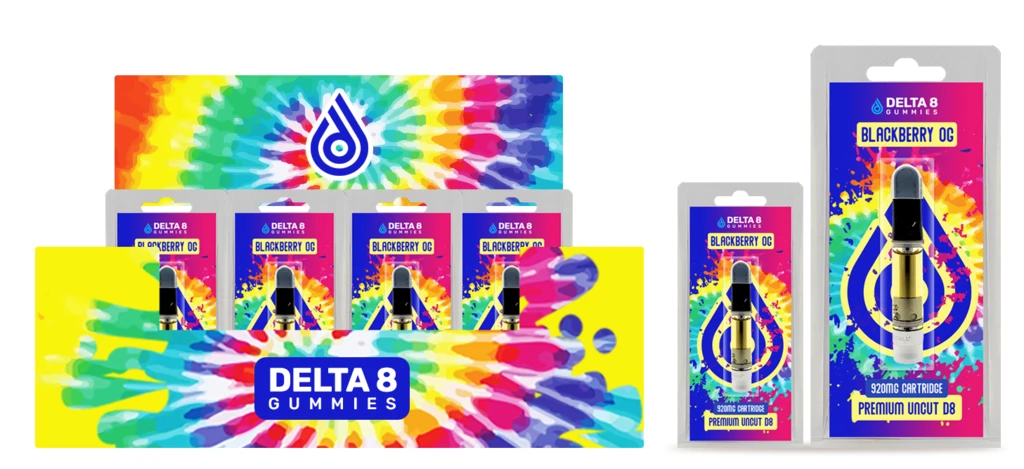 DELTA 8
GUMMIES
BLACKBERRY OG
DELTA 8
GUMMIES
BLACKBERRY OG
DELTA 8
GUMMIES
BLACKBERRY OG
DELTA 8
GUMMIES
BLACKBERRY OG
DELTA 8
GUMMIES
DELTA 8
GUMMIES
BLACKBERRY OG
920MG CARTRIDGE
PREMIUM UNCUT D8
DELTA 8
GUMMIES
BLACKBERRY OG
920MG CARTRIDGE
PREMIUM UNCUT D8